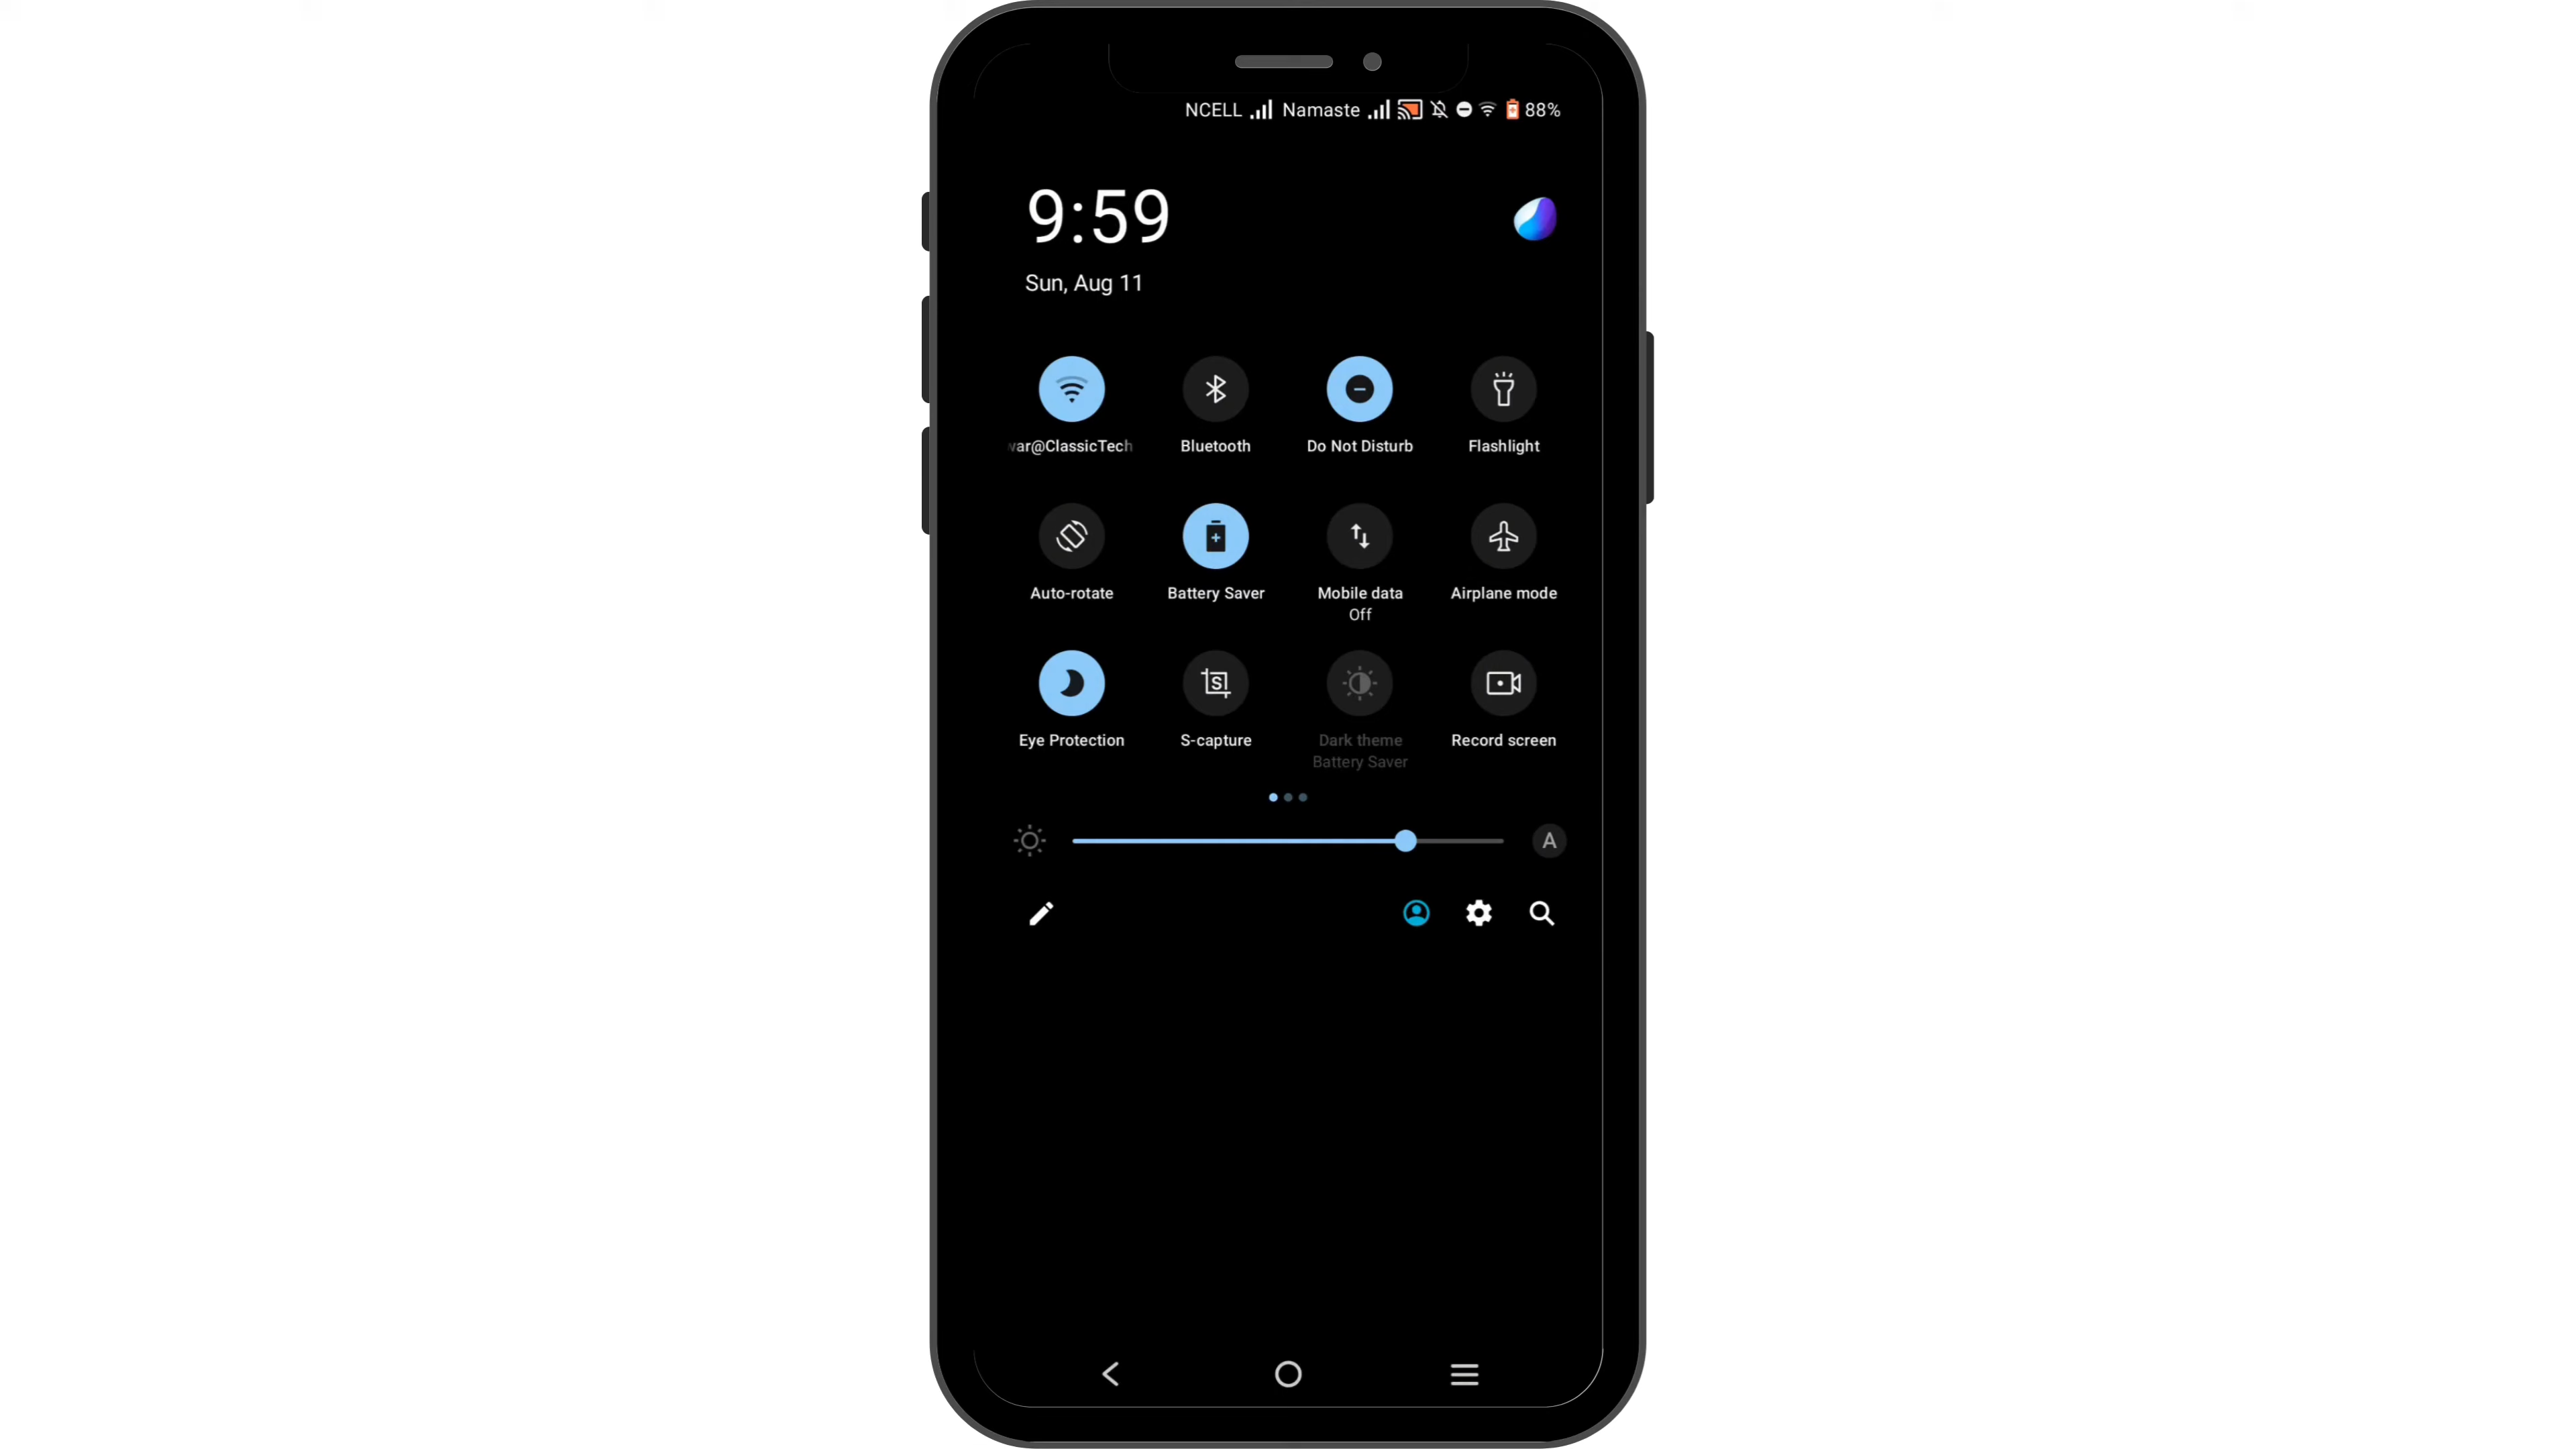 NCELL Namaste 88%
9:59
Sun, Aug 11
var@ClassicTech Bluetooth Do Not Disturb Flashlight
Auto-rotate Battery Saver Mobile data Airplane mode
Off
Eye Protection S-capture Dark theme Record screen
Battery Saver
A